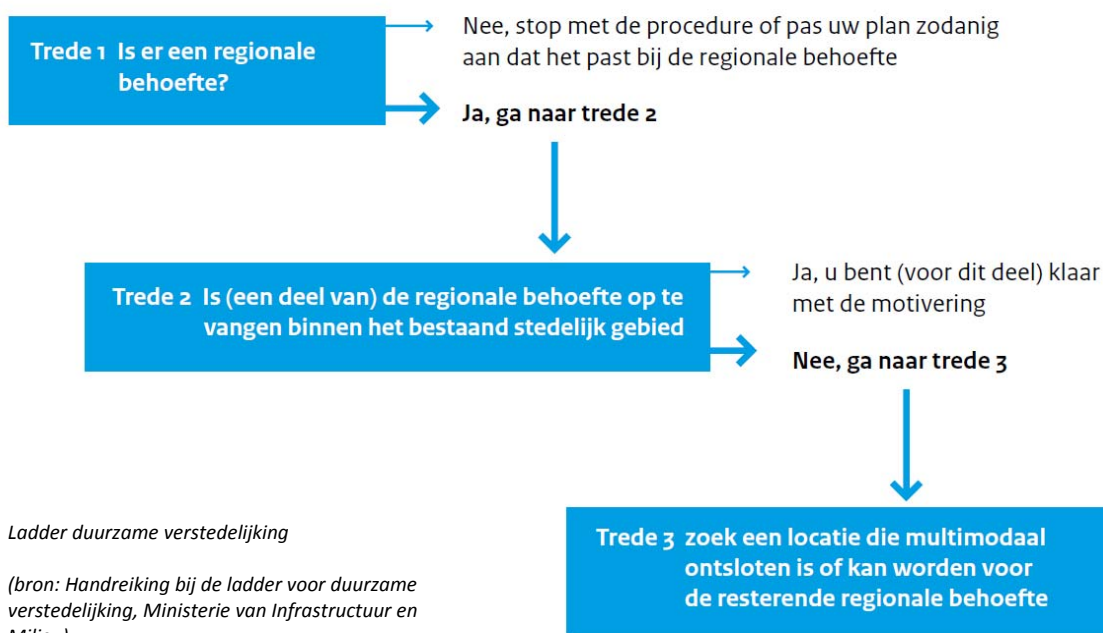 Trede 1 Is er een regionale
behoefte?
Nee, stop met de procedure of pas uw plan zodanig
aan dat het past bij de regionale behoefte
Ja, ga naar trede 2
Trede 2 Is (een deel van) de regionale behoefte op te
vangen binnen het bestaand stedelijk gebied
Ja, u bent (voor dit deel) klaar
met de motivering
Nee, ga naar trede 3
Trede 3 zoek een locatie die multimodaal
ontsloten is of kan worden voor
de resterende regionale behoefte
Ladder duurzame verstedelijking
(bron: Handreiking bij de ladder voor duurzame
verstedelijking, Ministerie van Infrastructuur en